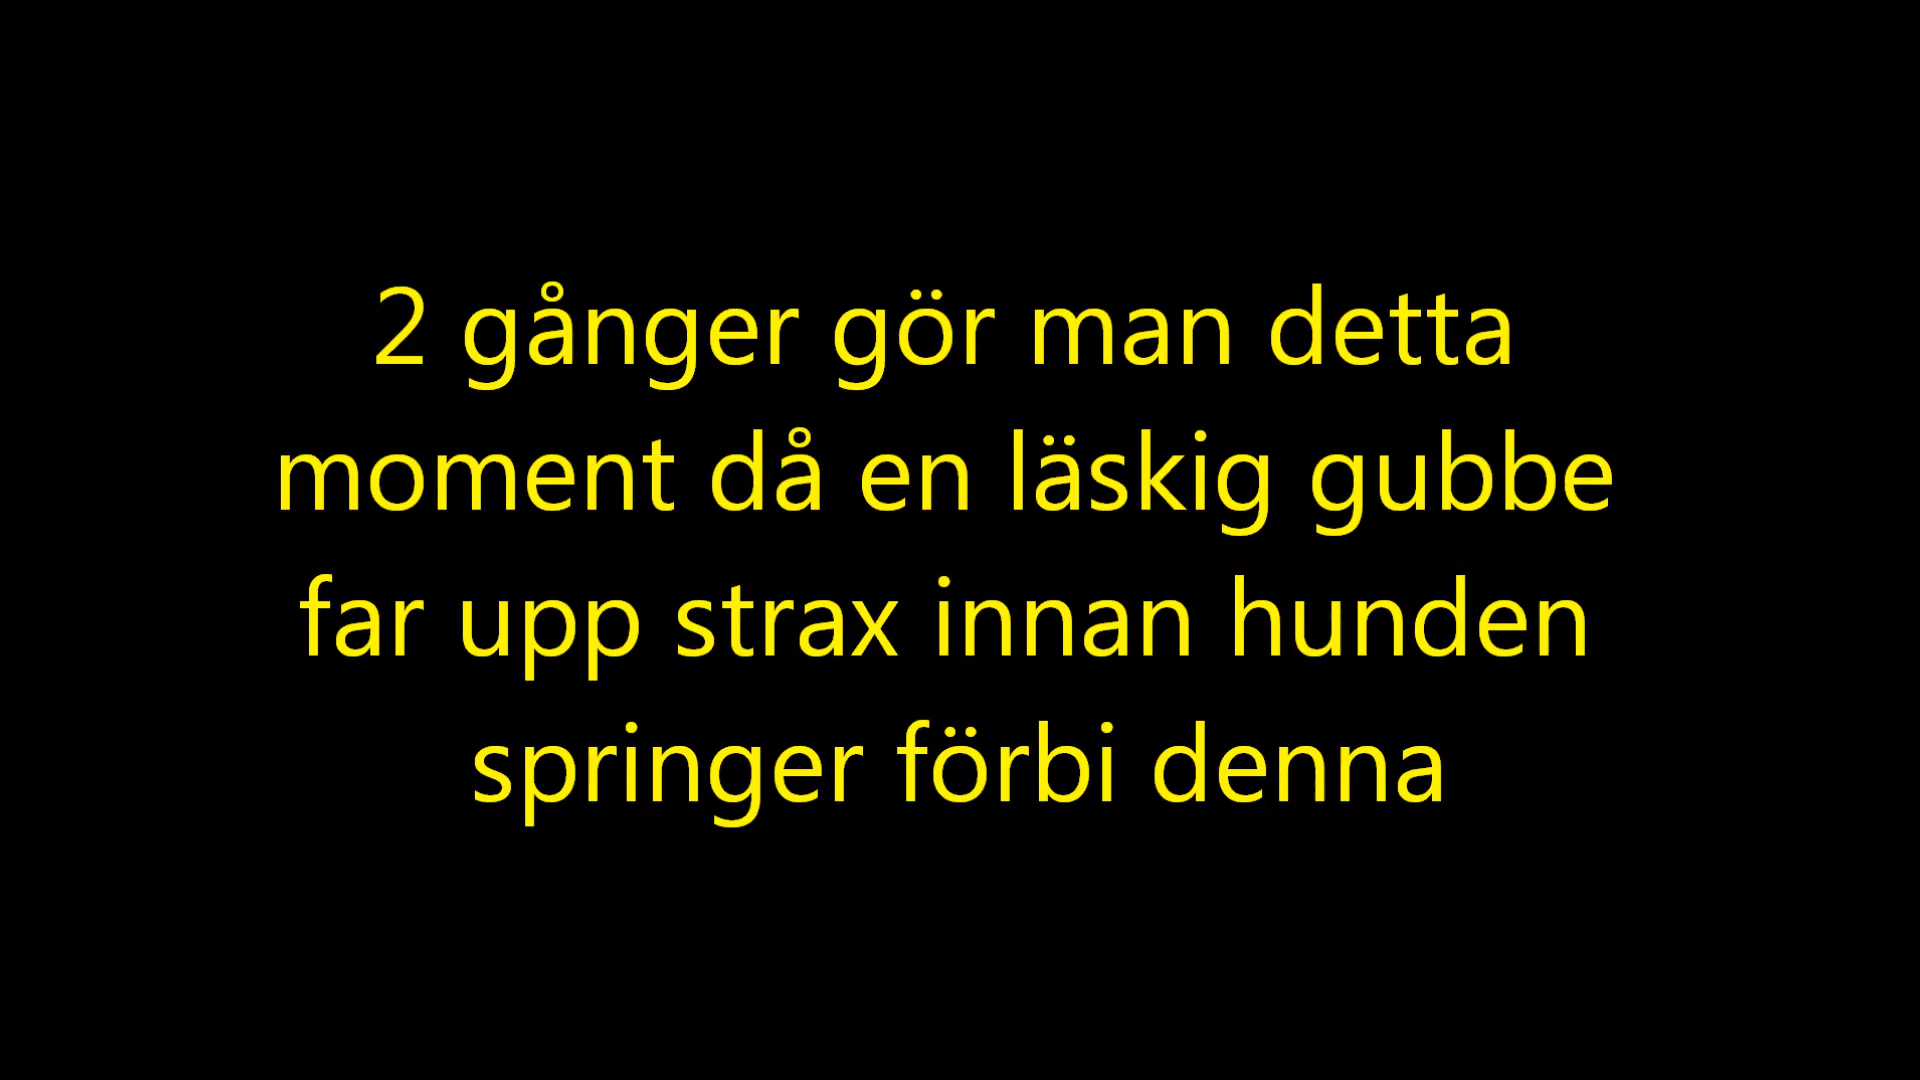 2 gånger gör man detta
moment då en läskig gubbe
far upp strax innan hunden
springer förbi denna